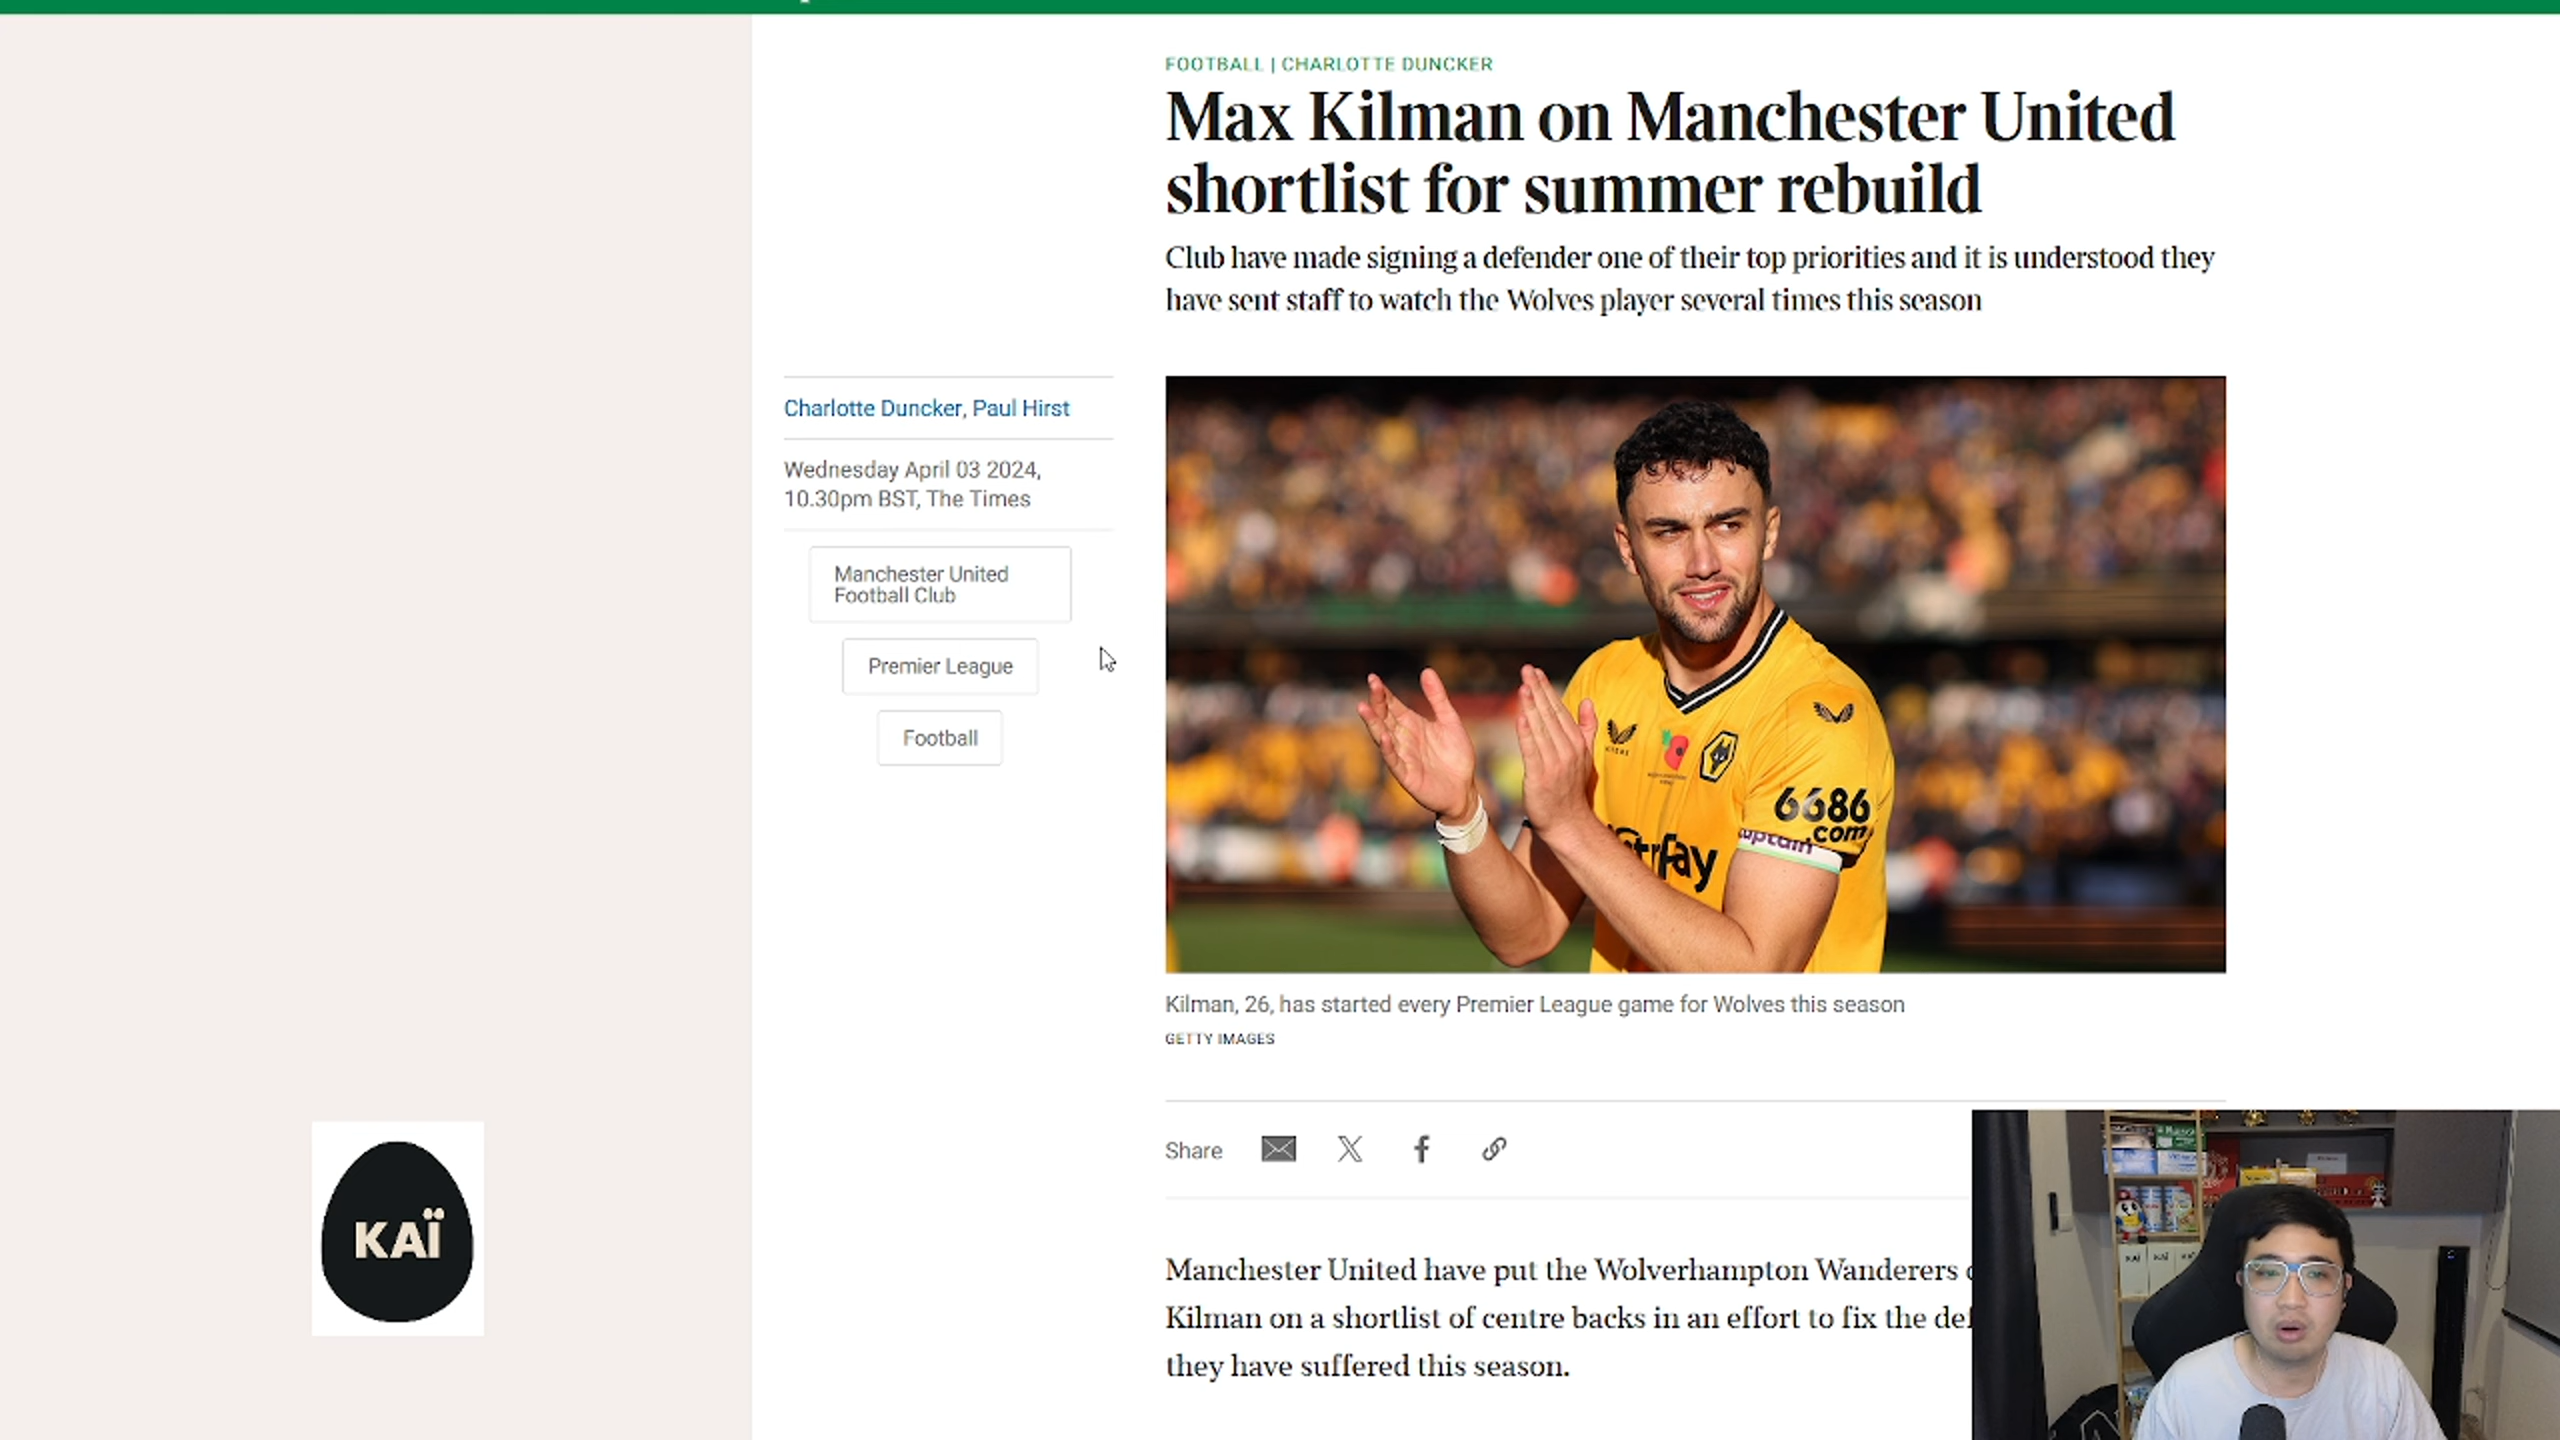 FOOTBALL | CHARLOTTE DUNCKER
Max Kilman on Manchester United
shortlist for summer rebuild
Club have made signing a defender one of their top priorities and it is understood they
have sent staff to watch the Wolves player several times this season
Charlotte Duncker, Paul Hirst
Wednesday April 03 2024,
10.30pm BST, The Times
Manchester United
Football Club
Premier League
Football
6686
.com
Kilman, 26, has started every Premier League game for Wolves this season
GETTY IMAGES
Share
KAÏ
Manchester United have put the Wolverhampton Wanderers
Kilman on a shortlist of centre backs in an effort to fix the
they have suffered this season.